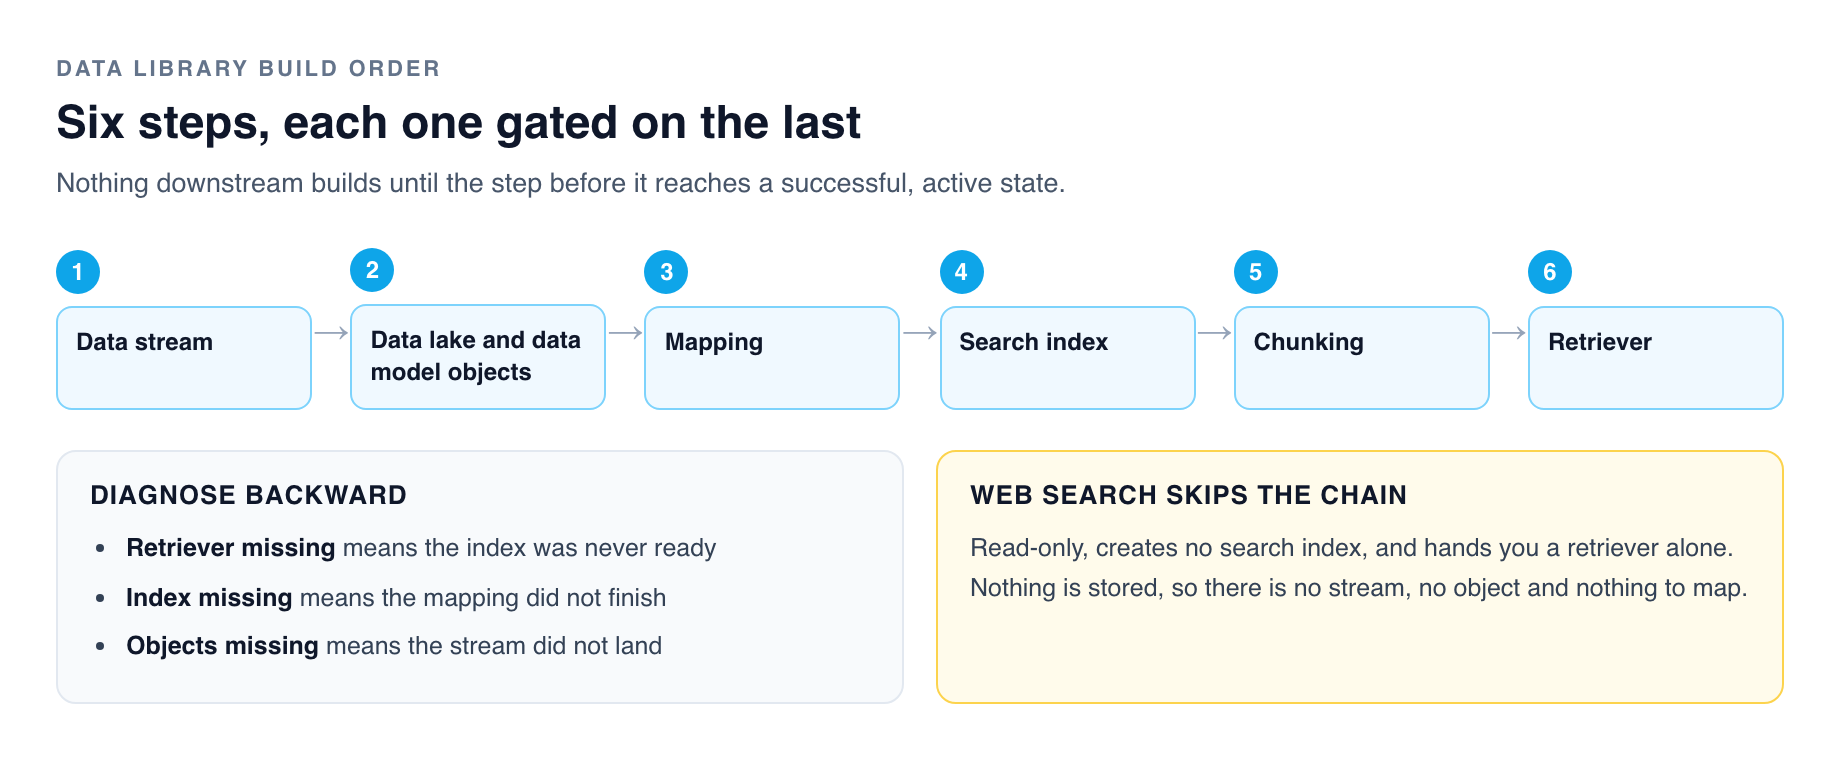 DATA LIBRARY BUILD ORDER
Six steps, each one gated on the last
Nothing downstream builds until the step before it reaches a successful, active state.
1
Data stream
2
Data lake and data
model objects
3
Mapping
4
Search index
5
Chunking
6
Retriever
DIAGNOSE BACKWARD
• Retriever missing means the index was never ready
• Index missing means the mapping did not finish
• Objects missing means the stream did not land
WEB SEARCH SKIPS THE CHAIN
Read-only, creates no search index, and hands you a retriever alone.
Nothing is stored, so there is no stream, no object and nothing to map.